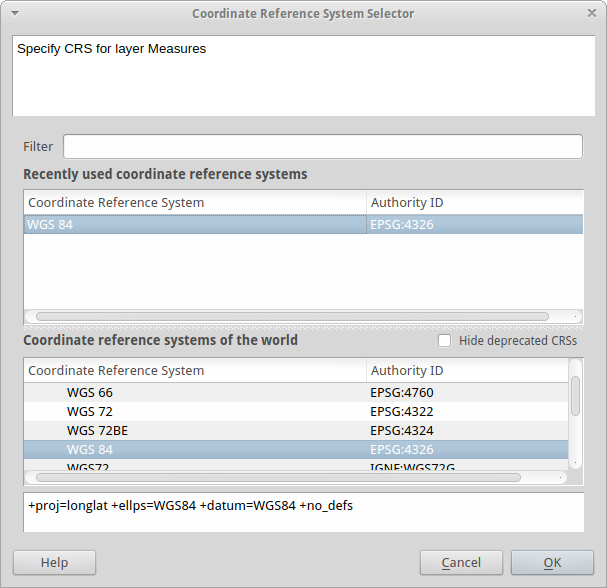 Coordinate Reference System Selector
Specify CRS for layer Measures
Filter
Recently used coordinate reference systems
Coordinate Reference System Authority ID
WGS 84 EPSG:4326
Coordinate reference systems of the world Hide deprecated CRSs
Coordinate Reference System Authority ID
WGS 66 EPSG:4760
WGS 72 EPSG:4322
WGS 72BE EPSG:4324
WGS 84 EPSG:4326
WGS72 IGNF:WGS72G
+proj=longlat +ellps=WGS84 +datum=WGS84 +no_defs
Help Cancel OK